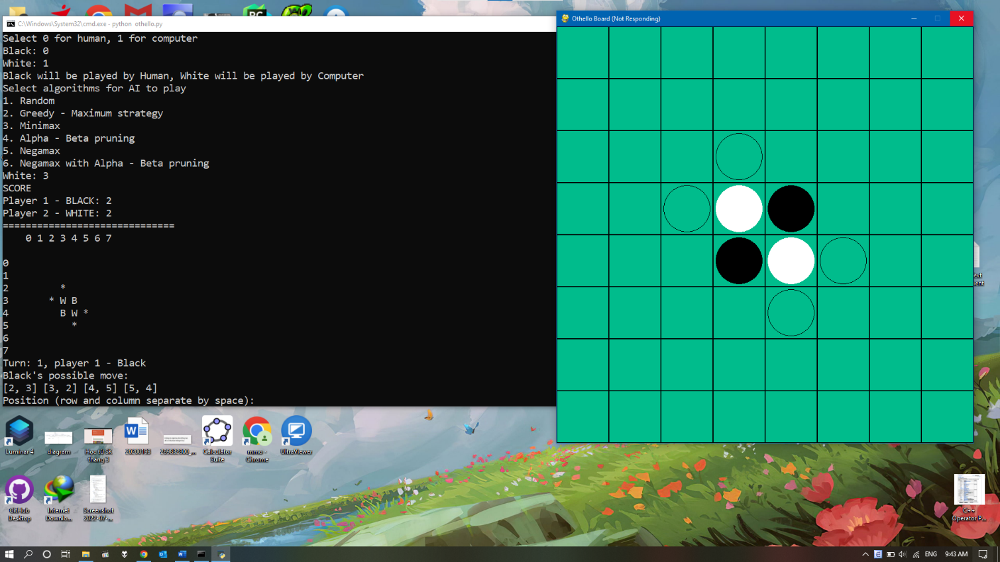 C:\Windows\System32\cmd.exe - python  othello.py
Select 0 for human, 1 for computer
Black: 0
White: 1
Black will be played by Human, White will be played by Computer
Select algorithms for AI to play
1. Random
2. Greedy - Maximum strategy
3. Minimax
4. Alpha - Beta pruning
5. Negamax
6. Negamax with Alpha - Beta pruning
White: 3
SCORE
Player 1 - BLACK: 2
Player 2 - WHITE: 2
==============================
0 1 2 3 4 5 6 7
0
1
2 *
3 * W B
4 B W *
5 *
6
7
Turn: 1, player 1 - Black
Black's possible move:
[2, 3] [3, 2] [4, 5] [5, 4]
Position (row and column separate by space):
Othello Board (Not Responding)
Luminar 4
diagram
Học từ SK
tháng 3
20200193
269832800_...
Calculator
Suite
mmo -
Chrome
UltraViewer
GitHub
Desktop
Internet
Downlo...
Screenshot
2022-07-...
C++
Operator P...
ENG
9:43 AM